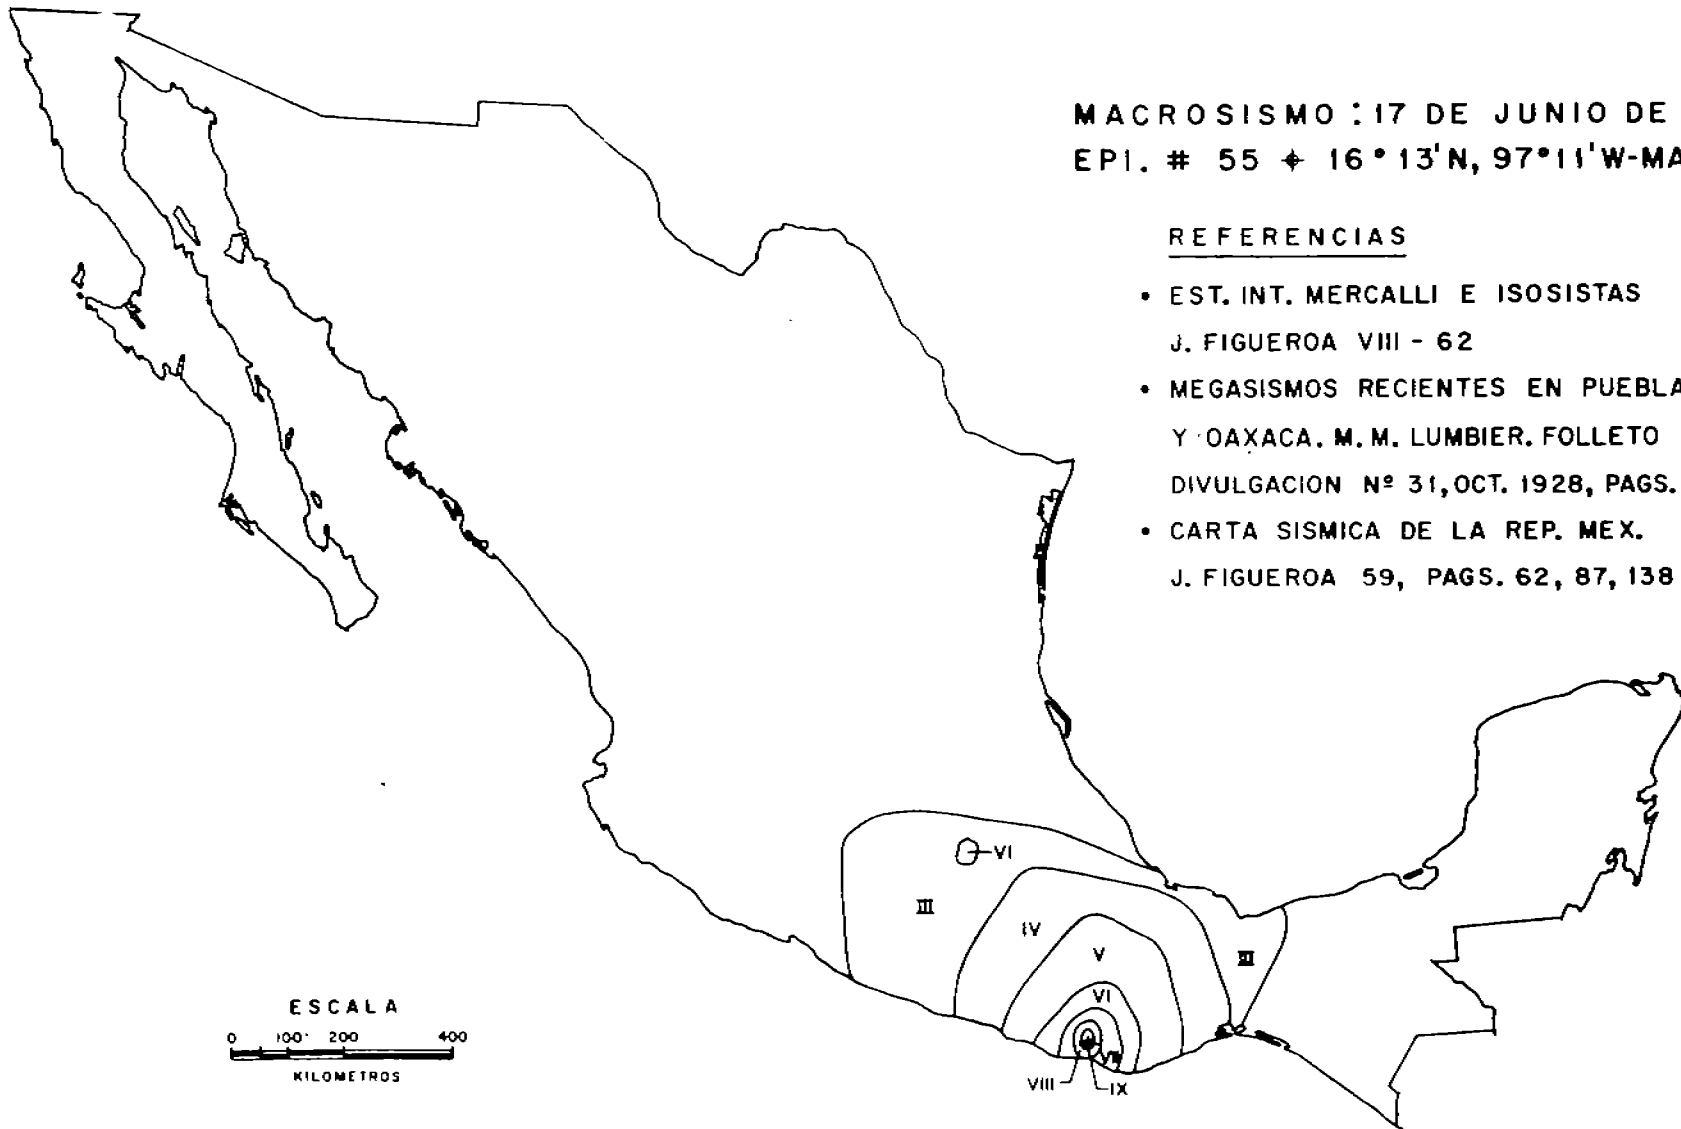 MACROSISMO : 17 DE JUNIO DE
EPI. # 55 ⌖ 16°13'N, 97°11'W-MA
REFERENCIAS
• EST. INT. MERCALLI E ISOSISTAS
J. FIGUEROA VIII - 62
• MEGASISMOS RECIENTES EN PUEBLA
Y OAXACA. M. M. LUMBIER. FOLLETO
DIVULGACION Nº 31, OCT. 1928, PAGS.
• CARTA SISMICA DE LA REP. MEX.
J. FIGUEROA 59, PAGS. 62, 87, 138
VI
III
IV
V
III
VI
VII
VIII
IX
ESCALA
0 100 200 400
KILOMETROS